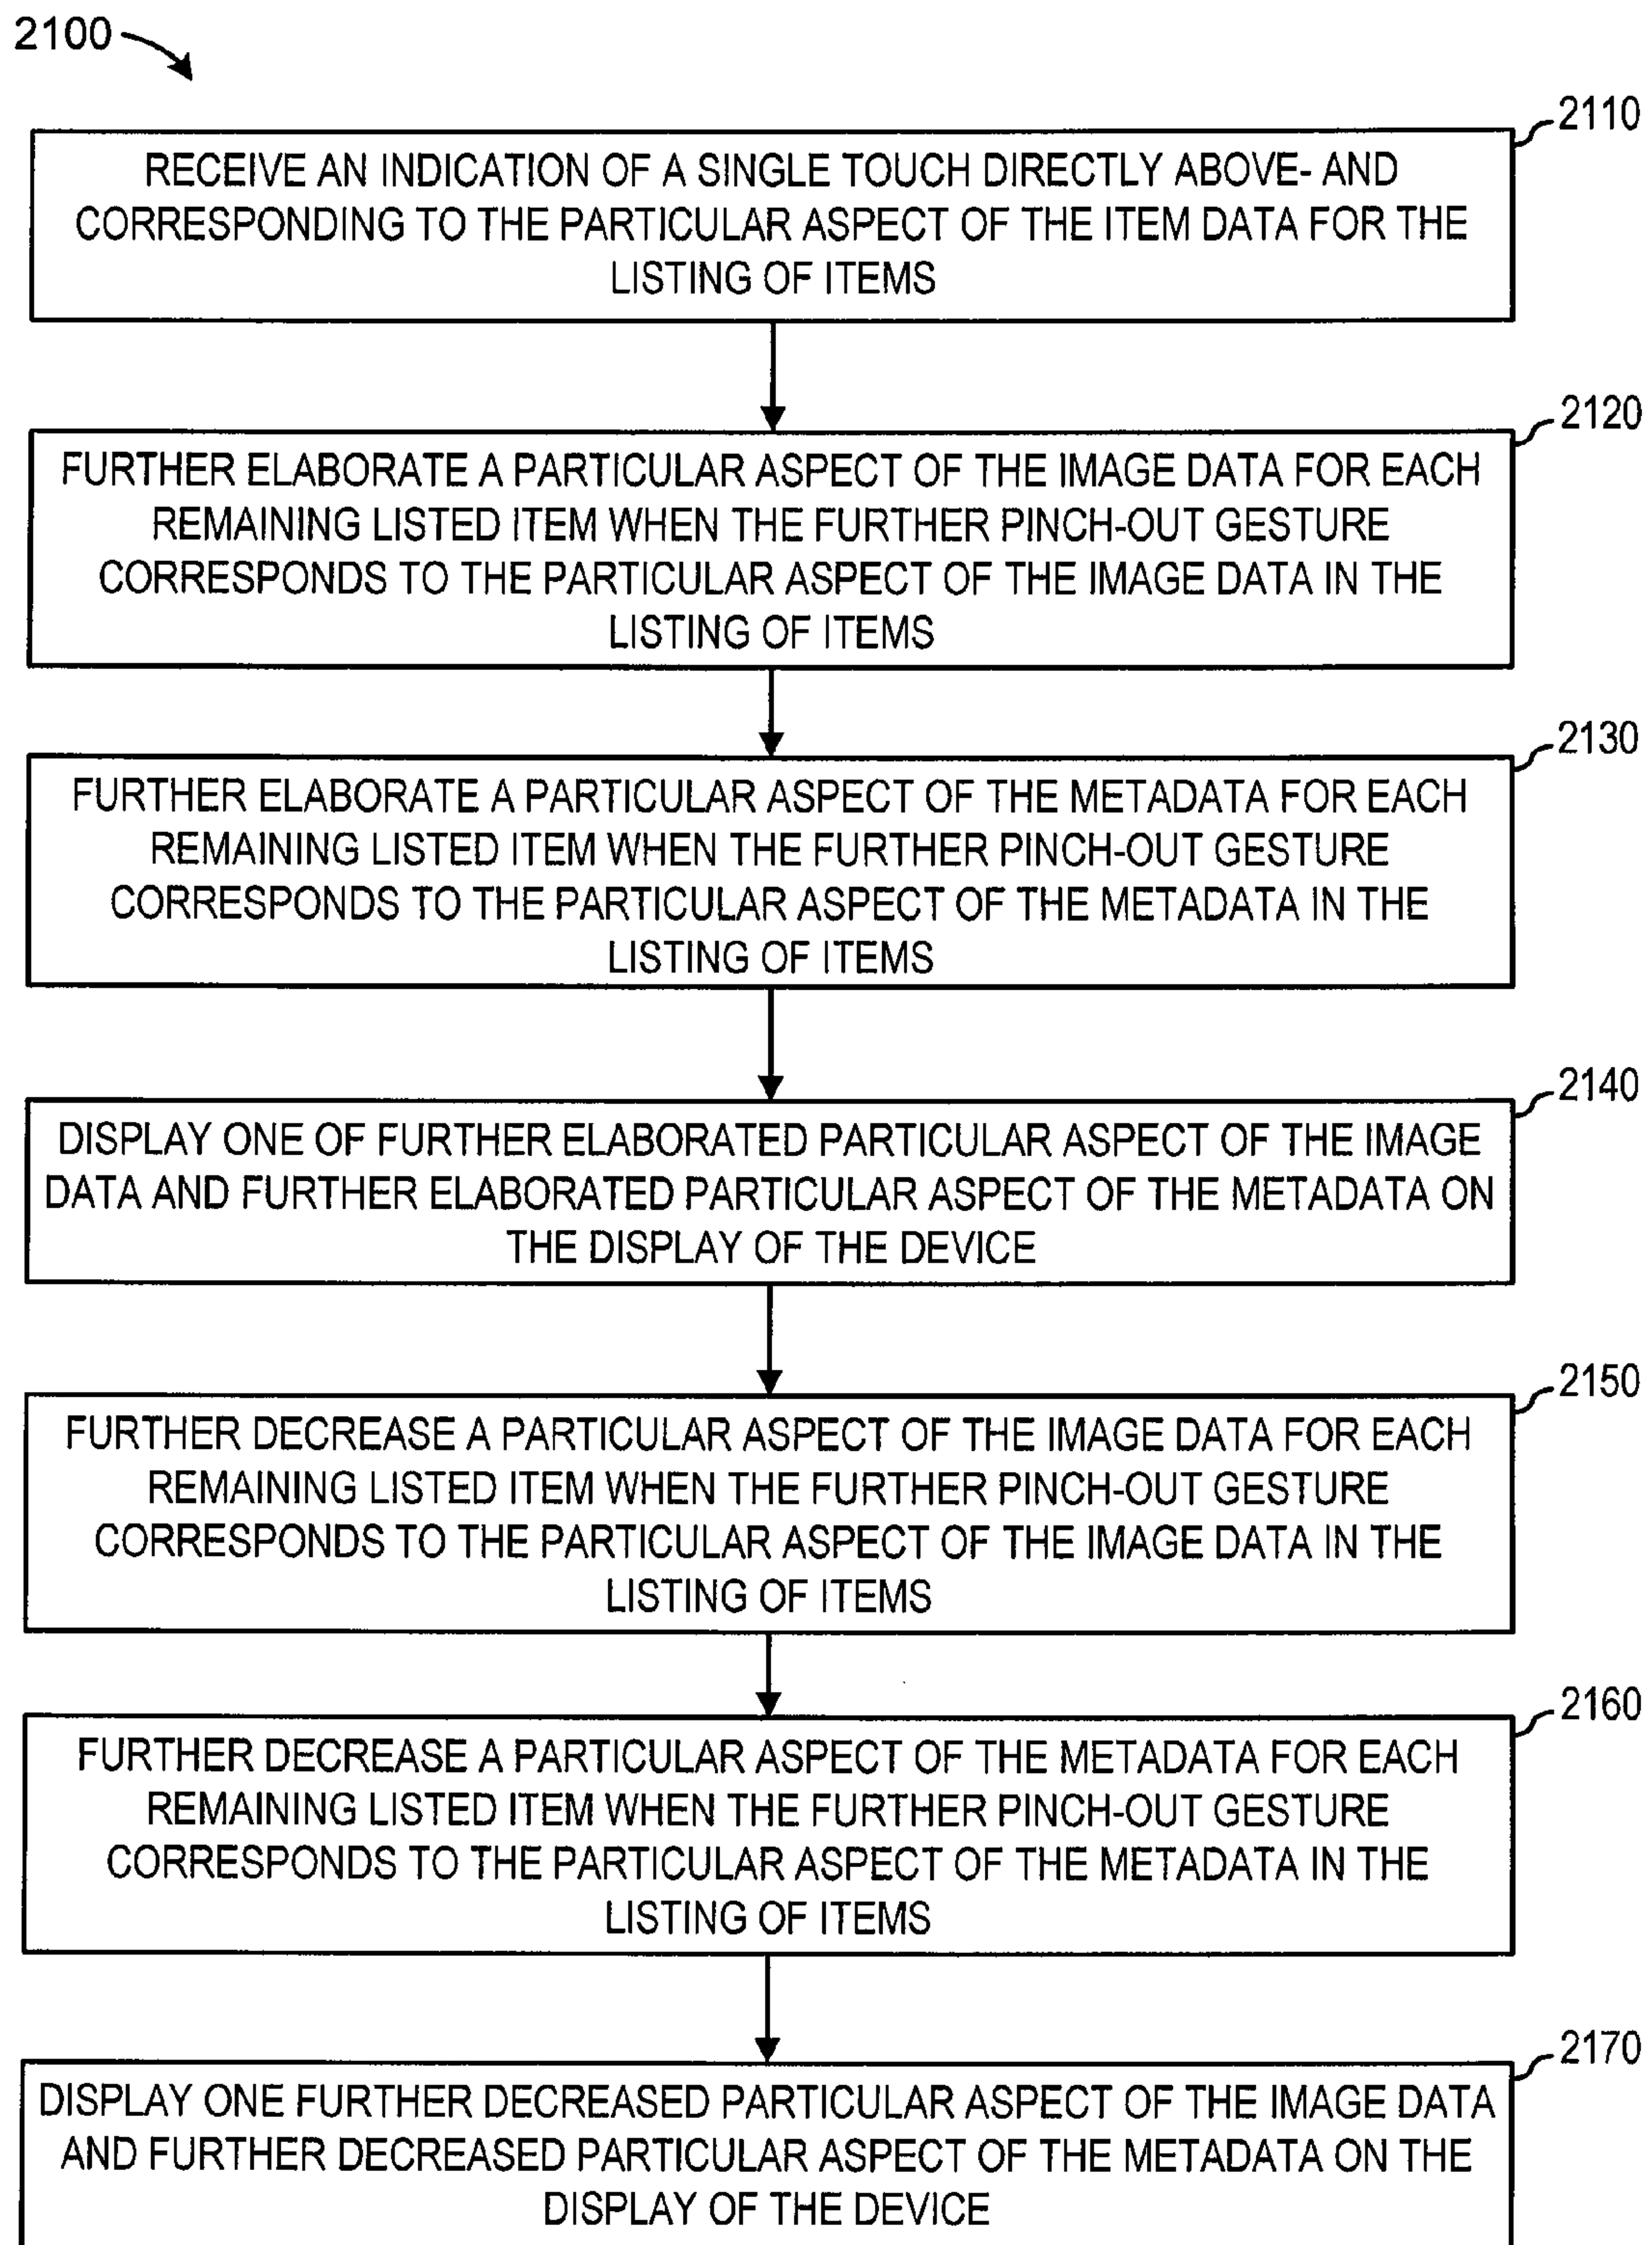 2100
2110
RECEIVE AN INDICATION OF A SINGLE TOUCH DIRECTLY ABOVE- AND
CORRESPONDING TO THE PARTICULAR ASPECT OF THE ITEM DATA FOR THE
LISTING OF ITEMS
2120
FURTHER ELABORATE A PARTICULAR ASPECT OF THE IMAGE DATA FOR EACH
REMAINING LISTED ITEM WHEN THE FURTHER PINCH-OUT GESTURE
CORRESPONDS TO THE PARTICULAR ASPECT OF THE IMAGE DATA IN THE
LISTING OF ITEMS
2130
FURTHER ELABORATE A PARTICULAR ASPECT OF THE METADATA FOR EACH
REMAINING LISTED ITEM WHEN THE FURTHER PINCH-OUT GESTURE
CORRESPONDS TO THE PARTICULAR ASPECT OF THE METADATA IN THE
LISTING OF ITEMS
2140
DISPLAY ONE OF FURTHER ELABORATED PARTICULAR ASPECT OF THE IMAGE
DATA AND FURTHER ELABORATED PARTICULAR ASPECT OF THE METADATA ON
THE DISPLAY OF THE DEVICE
2150
FURTHER DECREASE A PARTICULAR ASPECT OF THE IMAGE DATA FOR EACH
REMAINING LISTED ITEM WHEN THE FURTHER PINCH-OUT GESTURE
CORRESPONDS TO THE PARTICULAR ASPECT OF THE IMAGE DATA IN THE
LISTING OF ITEMS
2160
FURTHER DECREASE A PARTICULAR ASPECT OF THE METADATA FOR EACH
REMAINING LISTED ITEM WHEN THE FURTHER PINCH-OUT GESTURE
CORRESPONDS TO THE PARTICULAR ASPECT OF THE METADATA IN THE
LISTING OF ITEMS
2170
DISPLAY ONE FURTHER DECREASED PARTICULAR ASPECT OF THE IMAGE DATA
AND FURTHER DECREASED PARTICULAR ASPECT OF THE METADATA ON THE
DISPLAY OF THE DEVICE